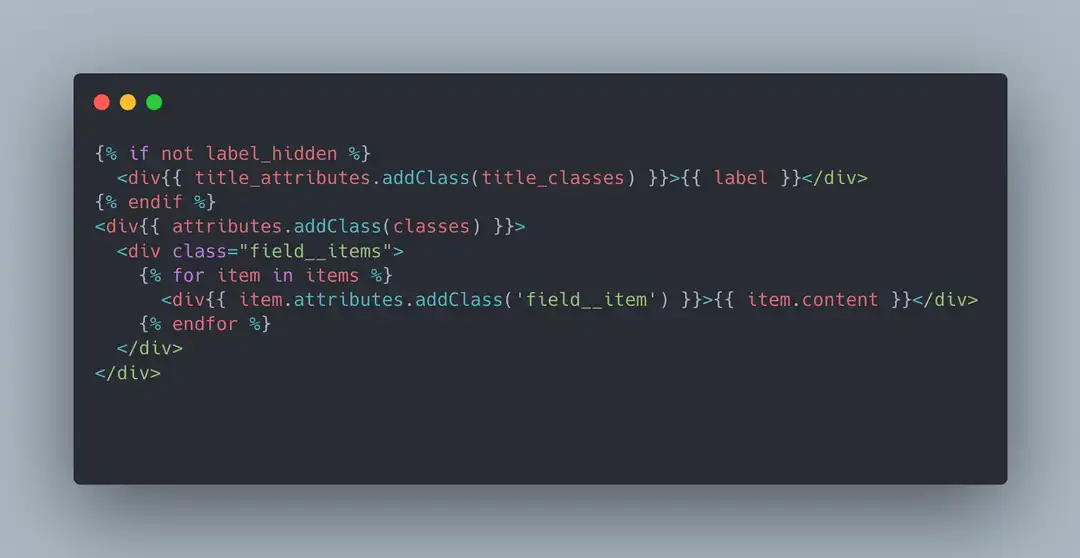 {% if not label_hidden %}
  <div{{ title_attributes.addClass(title_classes) }}>{{ label }}</div>
{% endif %}
<div{{ attributes.addClass(classes) }}>
  <div class="field__items">
    {% for item in items %}
      <div{{ item.attributes.addClass('field__item') }}>{{ item.content }}</div>
    {% endfor %}
  </div>
</div>